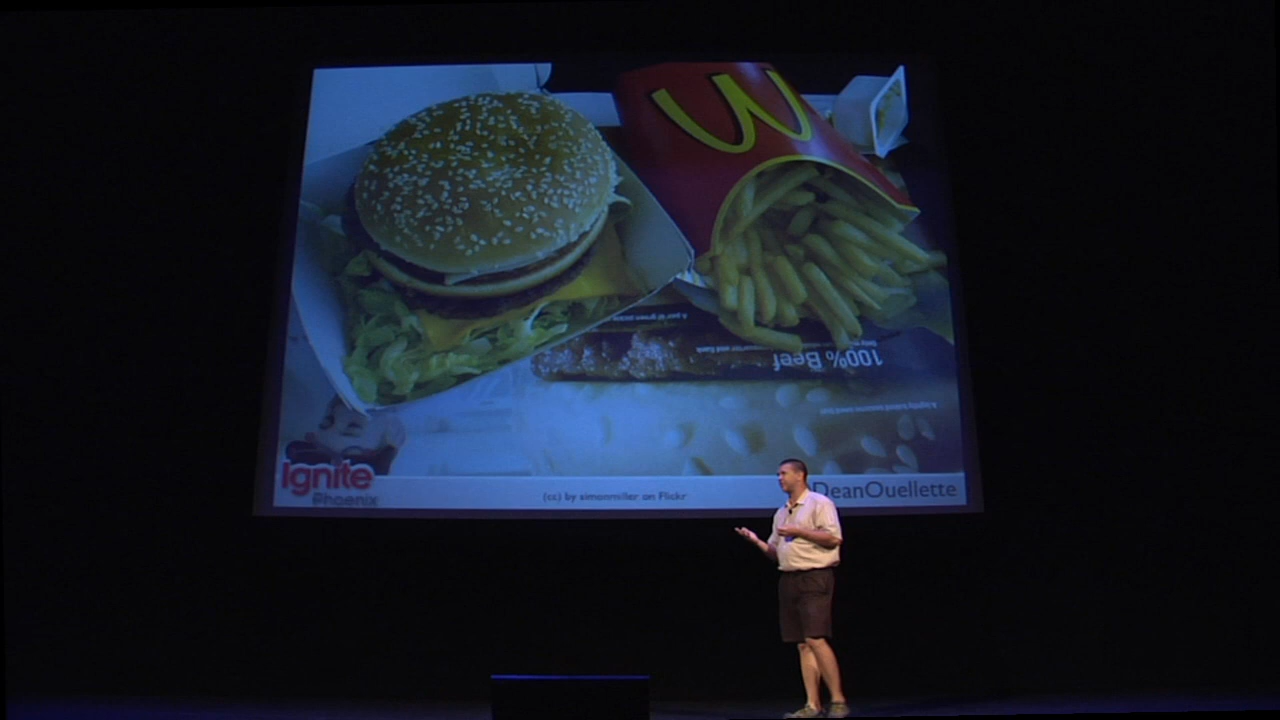 100% Beef
Ignite
Phoenix
(cc) by simonmiller on Flickr
DeanOuellette